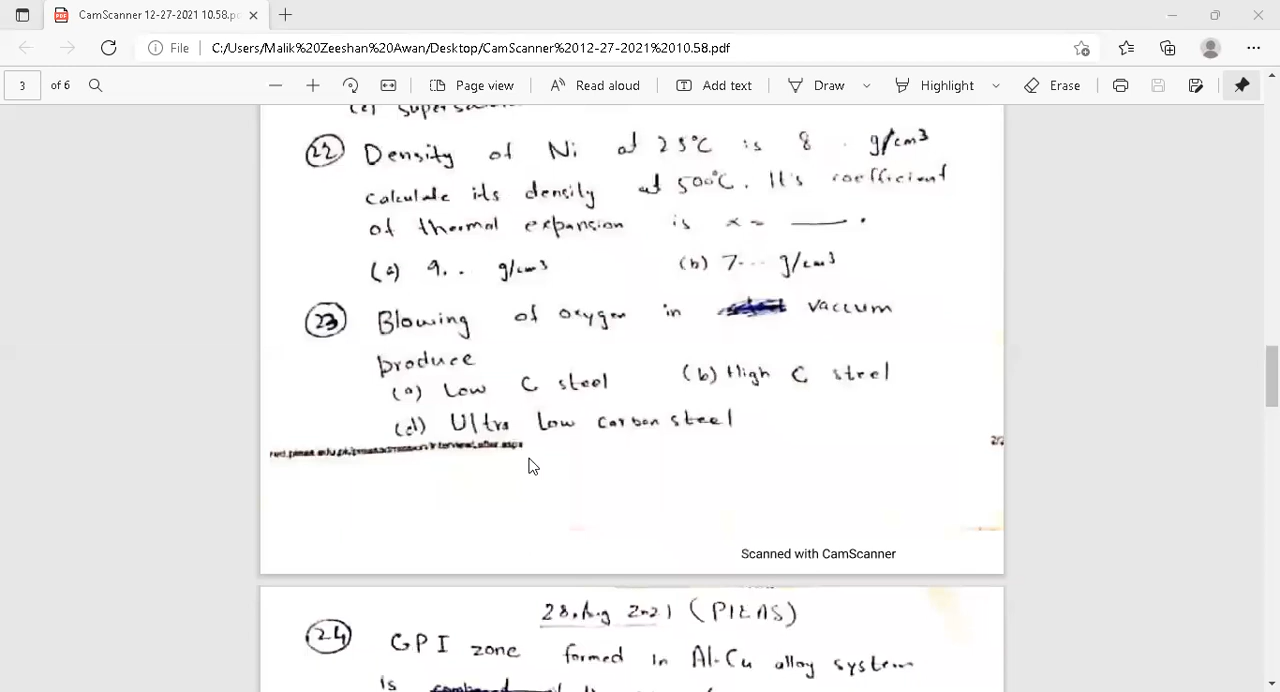 CamScanner 12-27-2021 10.58.p
File C:/Users/Malik%20Zeeshan%20Awan/Desktop/CamScanner%2012-27-2021%2010.58.pdf
3 of 6 Page view Read aloud Add text Draw Highlight Erase
22 Density of Ni at 25°C is 8 . g/cm3
calculate its density at 500°C. It's coefficient
of thermal expansion is α = ——.
(a) 9.. g/cm3 (b) 7... g/cm3
23 Blowing of oxygen in vaccum
produce
(a) Low C steel (b) High C steel
(d) Ultra Low carbon steel
2/2
Scanned with CamScanner
28, Aug 2021 (PIEAS)
24 GPI zone formed in Al-Cu alloy system
is